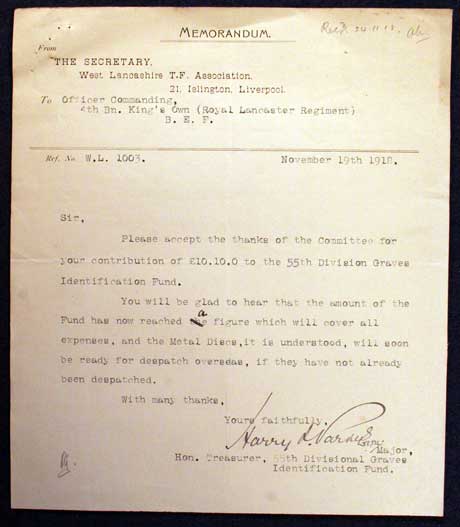 MEMORANDUM.
Recd. 24.11.18.
From
THE SECRETARY.
West Lancashire T.F. Association.
21, Islington, Liverpool.
To Officer Commanding,
4th Bn. King's Own (Royal Lancaster Regiment)
B. E. F.
Ref. No. W.L. 1003. November 19th 1918.
Sir,
Please accept the thanks of the Committee for
your contribution of £10.10.0 to the 55th Division Graves
Identification Fund.
You will be glad to hear that the amount of the
Fund has now reached a figure which will cover all
expenses, and the Metal Discs, it is understood, will soon
be ready for despatch overseas, if they have not already
been despatched.
With many thanks,
Yours faithfully.
Harry
Major,
Hon. Treasurer, 55th Divisional Graves
Identification Fund.